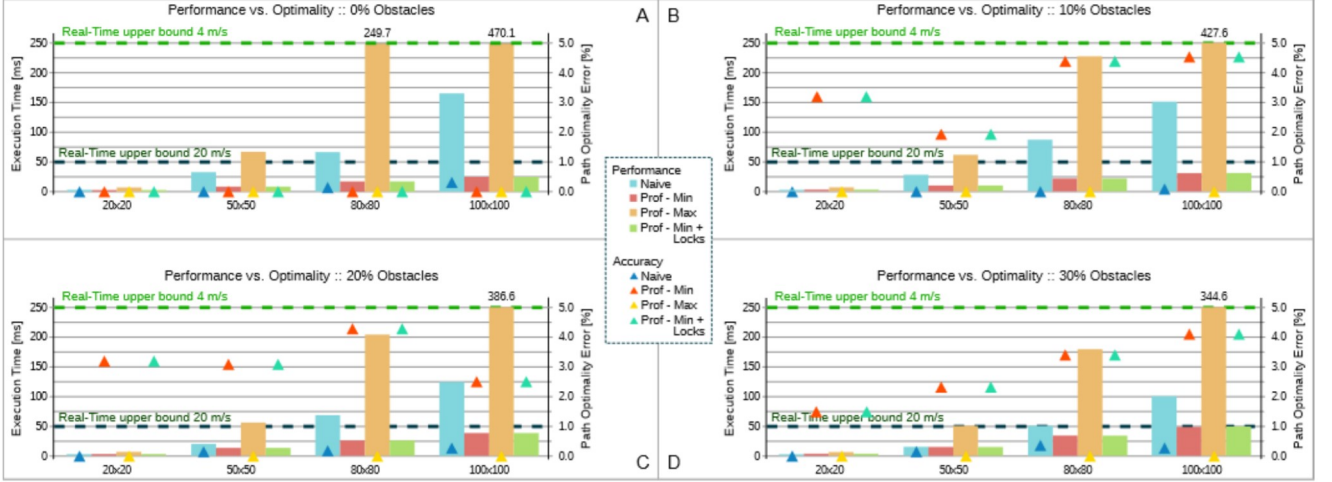 Performance vs. Optimality :: 0% Obstacles
A
Real-Time upper bound 4 m/s
249.7
470.1
250
200
150
100
50
0
Execution Time [ms]
Real-Time upper bound 20 m/s
5.0
4.0
3.0
2.0
1.0
0.0
Path Optimality Error [%]
20x20
50x50
80x80
100x100
B
Performance vs. Optimality :: 10% Obstacles
Real-Time upper bound 4 m/s
427.6
250
200
150
100
50
0
Execution Time [ms]
Real-Time upper bound 20 m/s
5.0
4.0
3.0
2.0
1.0
0.0
Path Optimality Error [%]
20x20
50x50
80x80
100x100
Performance
Naive
Prof - Min
Prof - Max
Prof - Min +
Locks
Accuracy
Naive
Prof - Min
Prof - Max
Prof - Min +
Locks
Performance vs. Optimality :: 20% Obstacles
Real-Time upper bound 4 m/s
386.6
250
200
150
100
50
0
Execution Time [ms]
Real-Time upper bound 20 m/s
5.0
4.0
3.0
2.0
1.0
0.0
Path Optimality Error [%]
20x20
50x50
80x80
100x100
C
Performance vs. Optimality :: 30% Obstacles
Real-Time upper bound 4 m/s
344.6
250
200
150
100
50
0
Execution Time [ms]
Real-Time upper bound 20 m/s
5.0
4.0
3.0
2.0
1.0
0.0
Path Optimality Error [%]
20x20
50x50
80x80
100x100
D